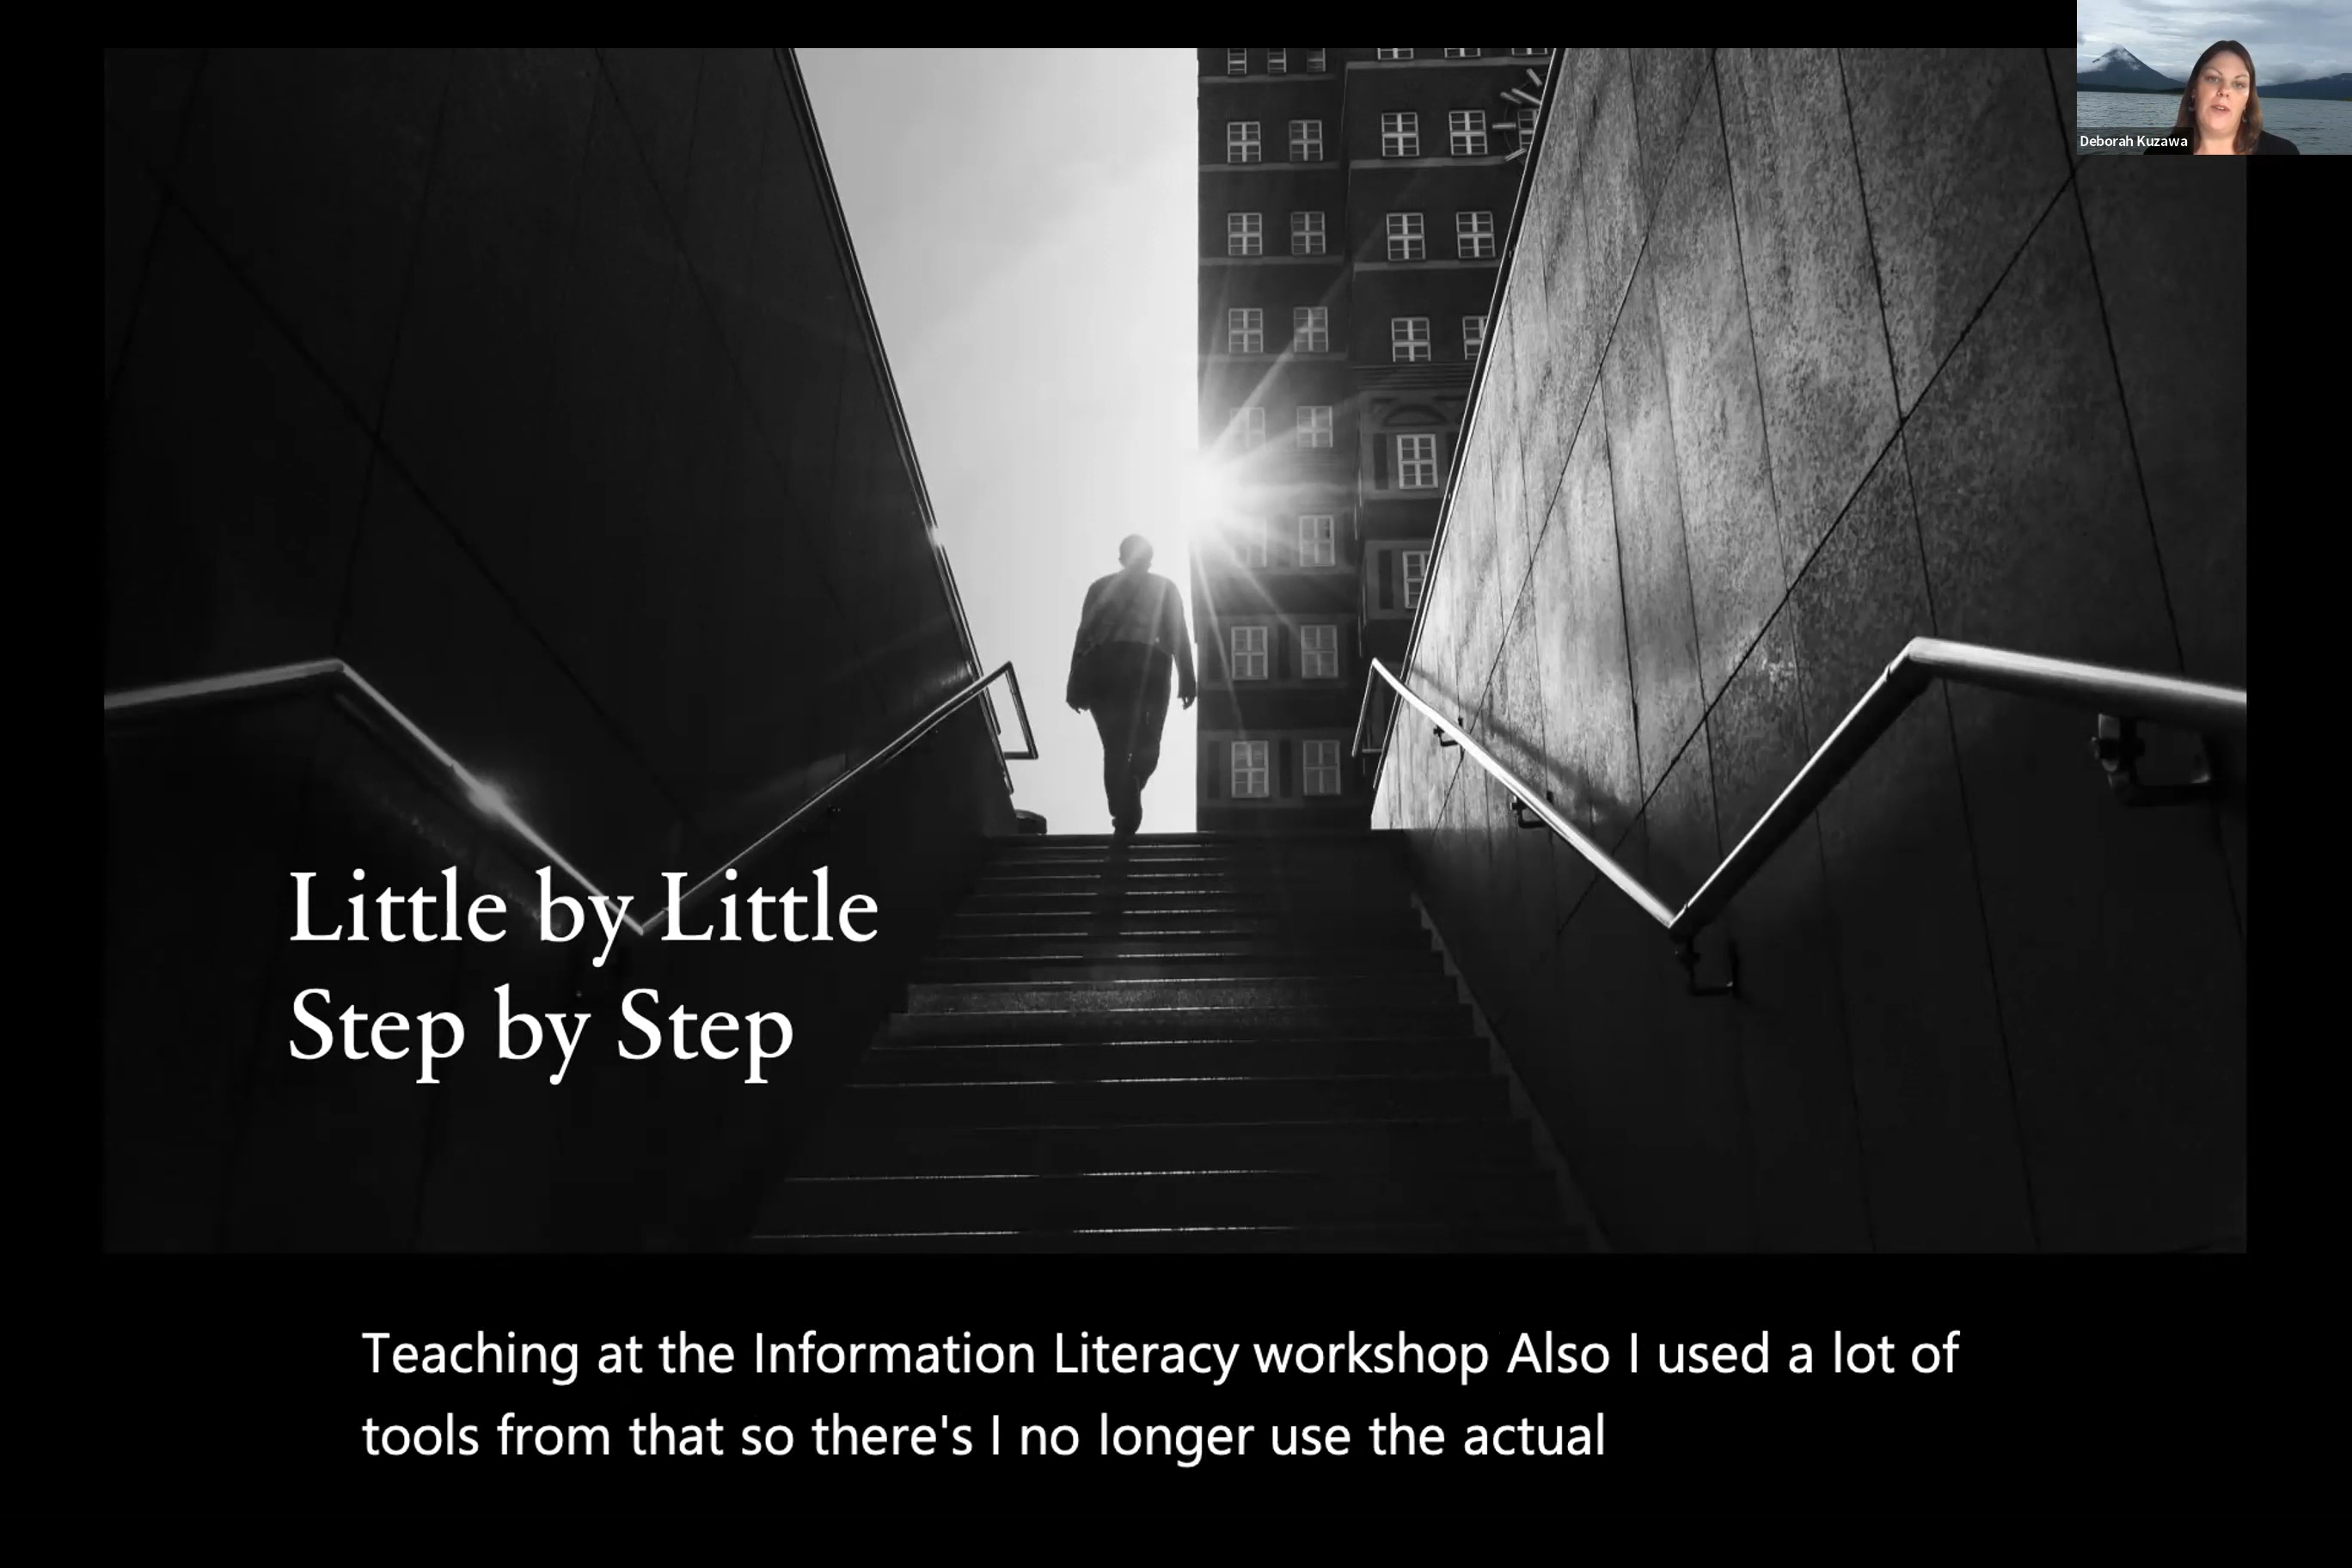 Deborah Kuzawa
Little by Little
Step by Step
Teaching at the Information Literacy workshop Also I used a lot of
tools from that so there's I no longer use the actual